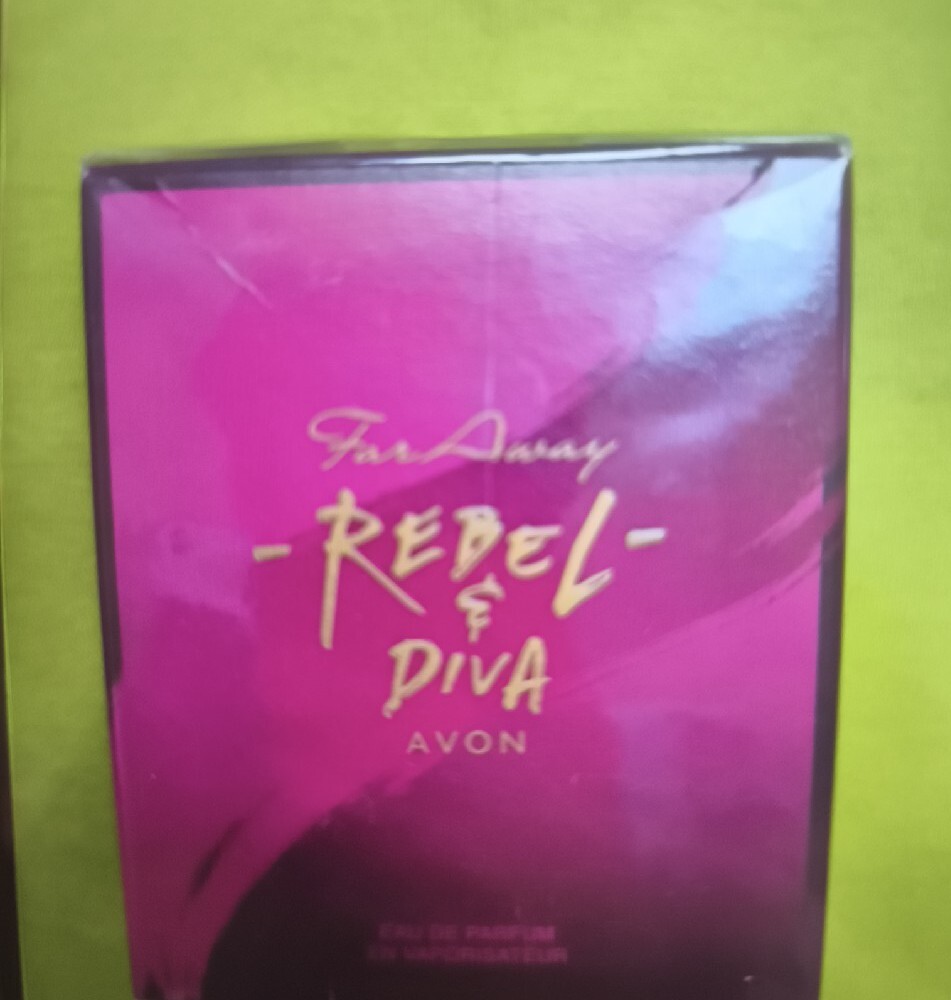 Far Away
-REBEL-
&
DIVA
AVON
EAU DE PARFUM
EN VAPORISATEUR